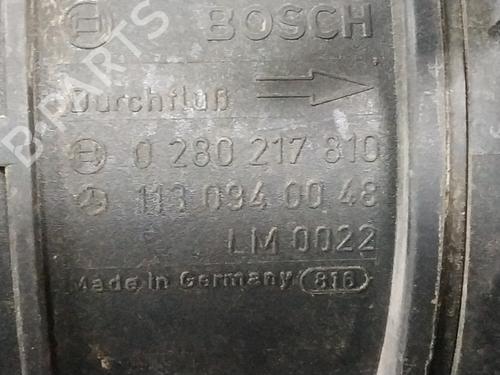 BOSCH
Durchfluß
0 280 217 810
113 094 00 48
LM 0022
Made in Germany 816
B-PARTS